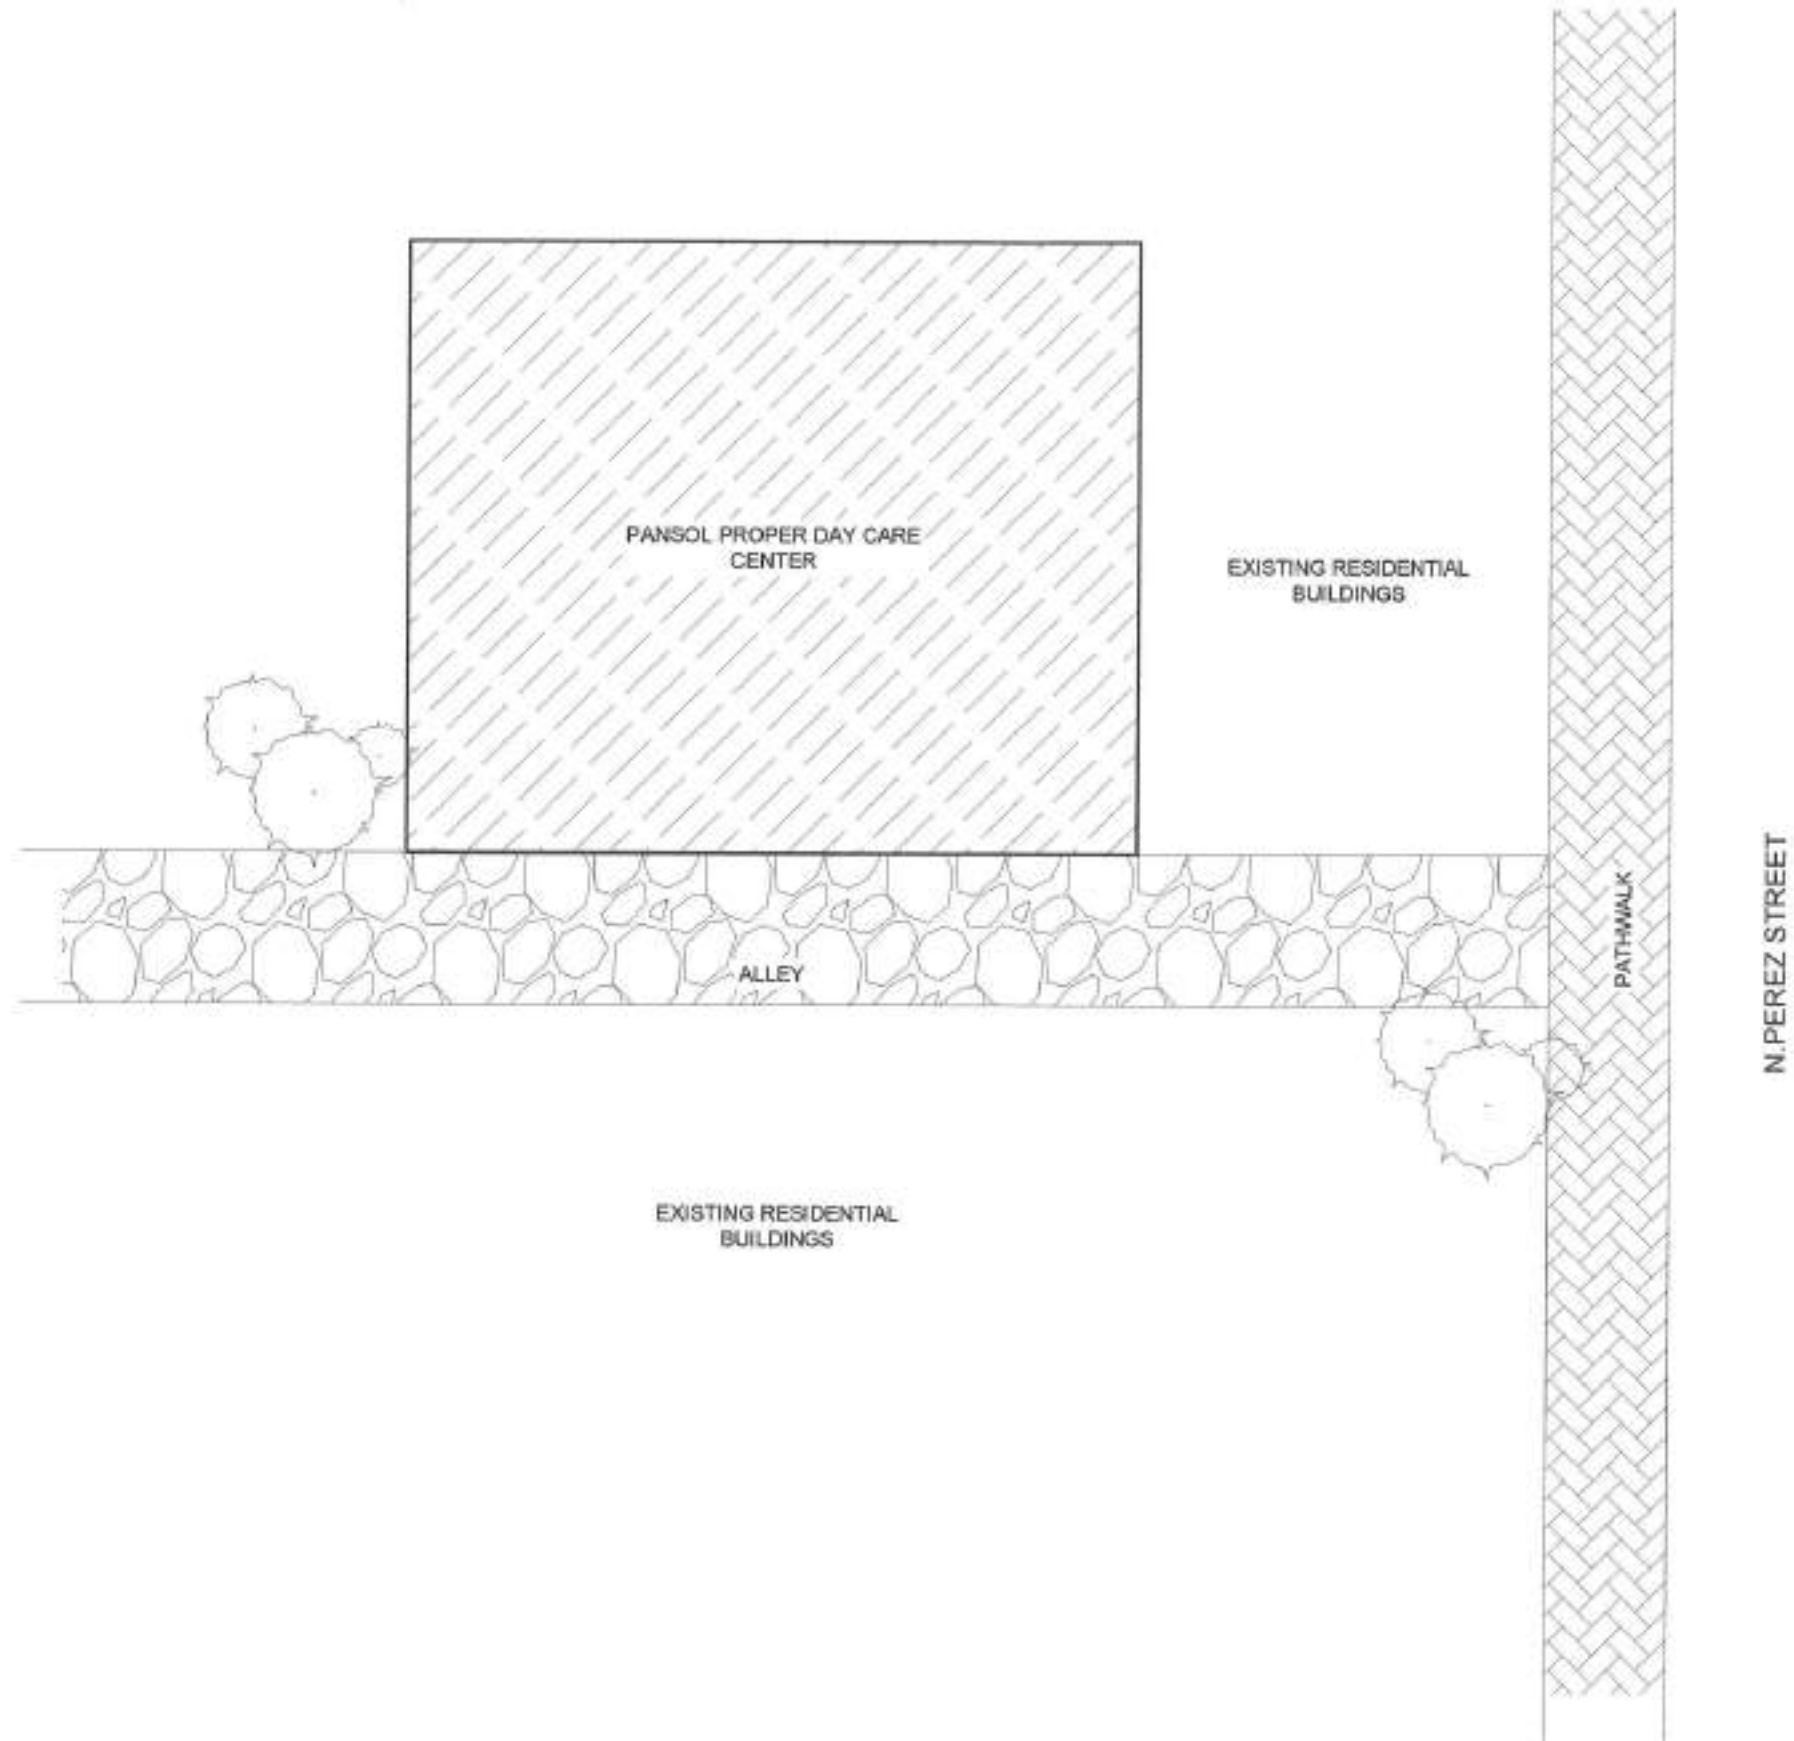 PANSOL PROPER DAY CARE
CENTER
EXISTING RESIDENTIAL
BUILDINGS
PATHWALK
N.PEREZ STREET
ALLEY
EXISTING RESIDENTIAL
BUILDINGS